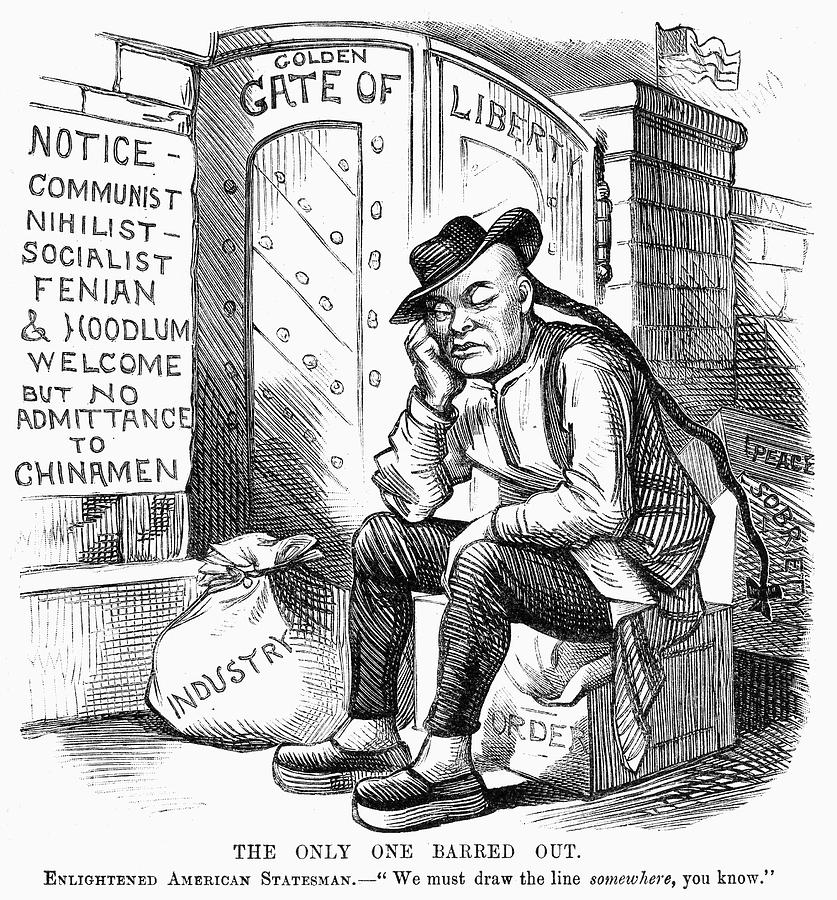 GOLDEN
GATE OF
LIBERTY
NOTICE –
COMMUNIST
NIHILIST –
SOCIALIST
FENIAN
& HOODLUM
WELCOME
BUT NO
ADMITTANCE
TO
CHINAMEN
PEACE
SOBRIETY
INDUSTRY
ORDER
THE ONLY ONE BARRED OUT.
ENLIGHTENED AMERICAN STATESMAN.—“ We must draw the line somewhere, you know.”